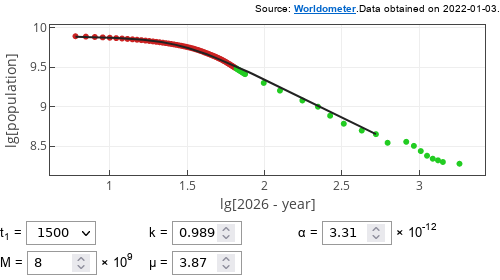 Source: Worldometer.Data obtained on 2022-01-03.
10
9.5
9
8.5
lg[population]
1
1.5
2
2.5
3
lg[2026 - year]
t₁ = 1500 k = 0.989 α = 3.31 × 10⁻¹²
M = 8 × 10⁹ μ = 3.87